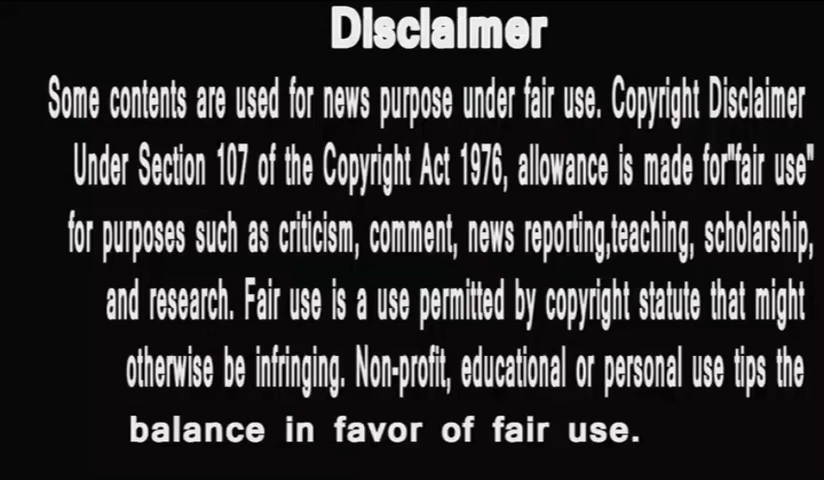 Disclaimer
Some contents are used for news purpose under fair use. Copyright Disclaimer
Under Section 107 of the Copyright Act 1976, allowance is made for"fair use"
for purposes such as criticism, comment, news reporting,teaching, scholarship,
and research. Fair use is a use permitted by copyright statute that might
otherwise be infringing. Non-profit, educational or personal use tips the
balance in favor of fair use.